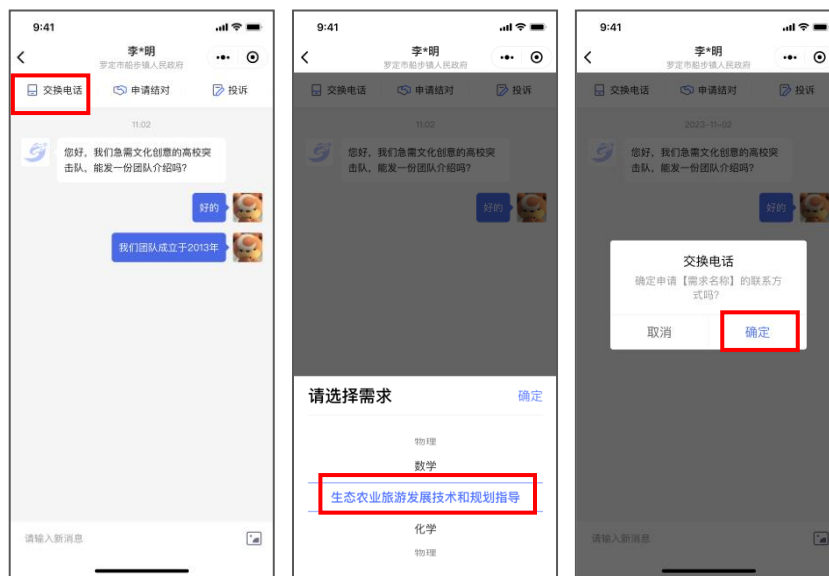 9:41
李*明
罗定市船步镇人民政府
交换电话
申请结对
投诉
11:02
您好，我们急需文化创意的高校突
击队，能发一份团队介绍吗？
好的
我们团队成立于2013年
请输入新消息
9:41
李*明
罗定市船步镇人民政府
交换电话
申请结对
投诉
11:02
您好，我们急需文化创意的高校突
击队，能发一份团队介绍吗？
好的
请选择需求
确定
物理
数学
生态农业旅游发展技术和规划指导
化学
物理
9:41
李*明
罗定市船步镇人民政府
交换电话
申请结对
投诉
2023-11-02
您好，我们急需文化创意的高校突
击队，能发一份团队介绍吗？
好的
交换电话
确定申请【需求名称】的联系方
式吗？
取消
确定
请输入新消息